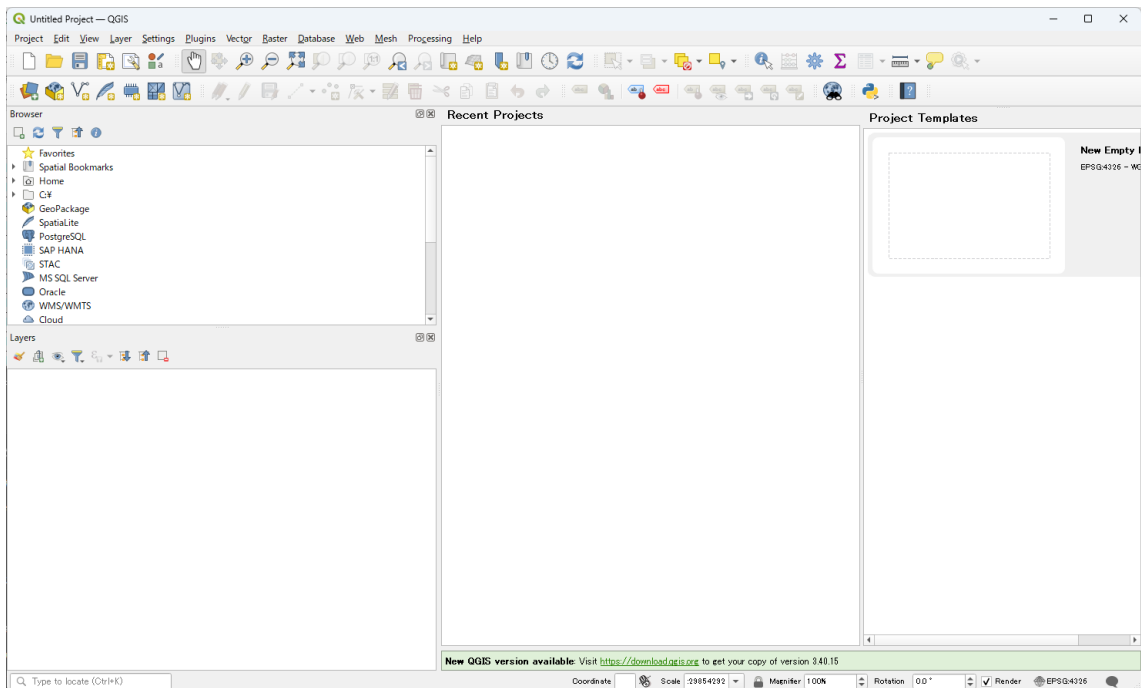 Untitled Project — QGIS
Project Edit View Layer Settings Plugins Vector Raster Database Web Mesh Processing Help
Browser
Favorites
Spatial Bookmarks
Home
C:¥
GeoPackage
SpatiaLite
PostgreSQL
SAP HANA
STAC
MS SQL Server
Oracle
WMS/WMTS
Cloud
Layers
Recent Projects
Project Templates
New Empty
EPSG:4326 - WG
New QGIS version available: Visit https://download.qgis.org to get your copy of version 3.40.15
Type to locate (Ctrl+K)
Coordinate Scale :29854292 Magnifier 100% Rotation 0.0 ° Render EPSG:4326